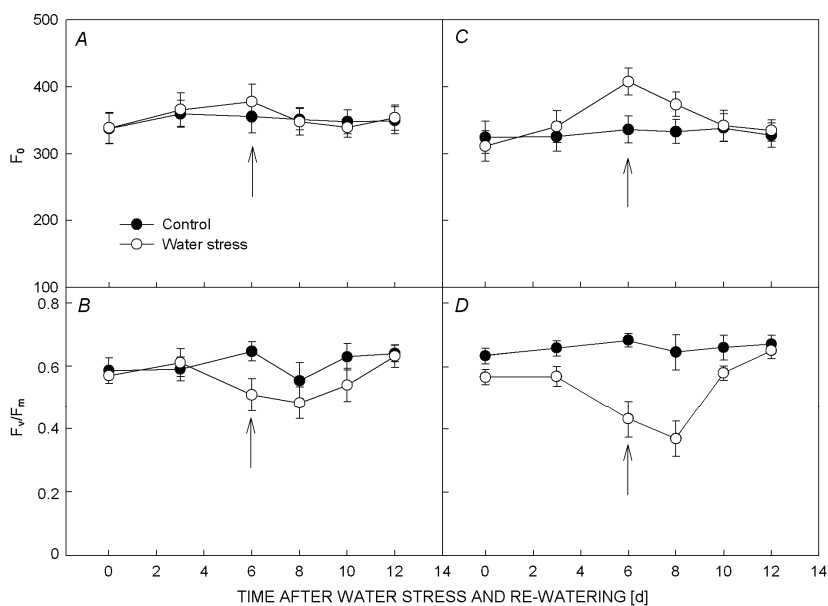 500
A
C
400
F0
300
Control
Water stress
200
100
0.8
B
D
0.6
Fv/Fm
0.4
0.2
0
0 2 4 6 8 10 12 14 0 2 4 6 8 10 12 14
TIME AFTER WATER STRESS AND RE-WATERING [d]